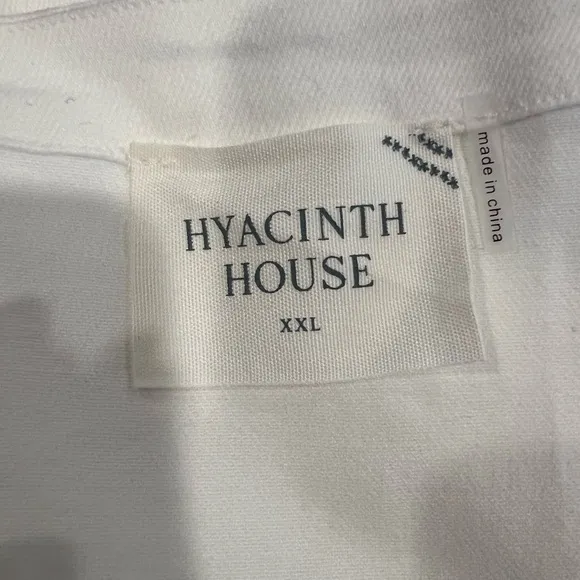 HYACINTH
HOUSE
XXL
made in china